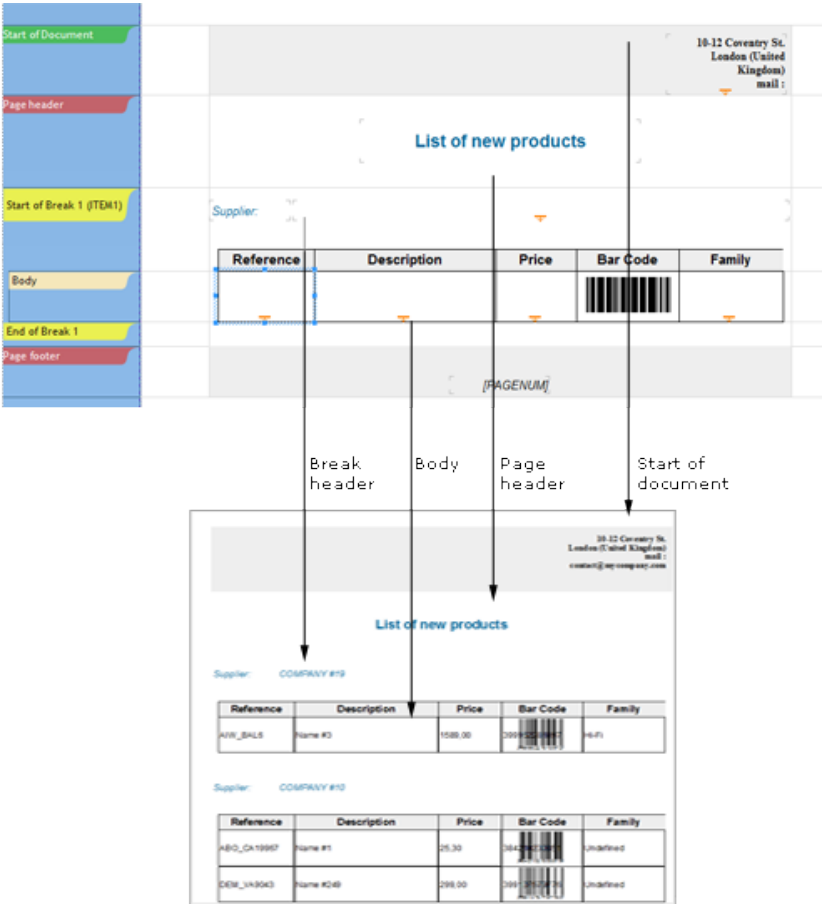 Start of Document
10-12 Coventry St.
London (United
Kingdom)
mail :
Page header
List of new products
Start of Break 1 (ITEM1)
Supplier:
Reference Description Price Bar Code Family
Body
End of Break 1
Page footer
[PAGENUM]
Break header
Body
Page header
Start of document
10-12 Coventry St.
London (United Kingdom)
mail :
contact@mycompany.com
List of new products
Supplier: COMPANY #19
Reference Description Price Bar Code Family
Name #3 1589,00 Hi-Fi
Supplier: COMPANY #10
Reference Description Price Bar Code Family
Name #1 25,30 Undefined
Name #249 299,00 Undefined